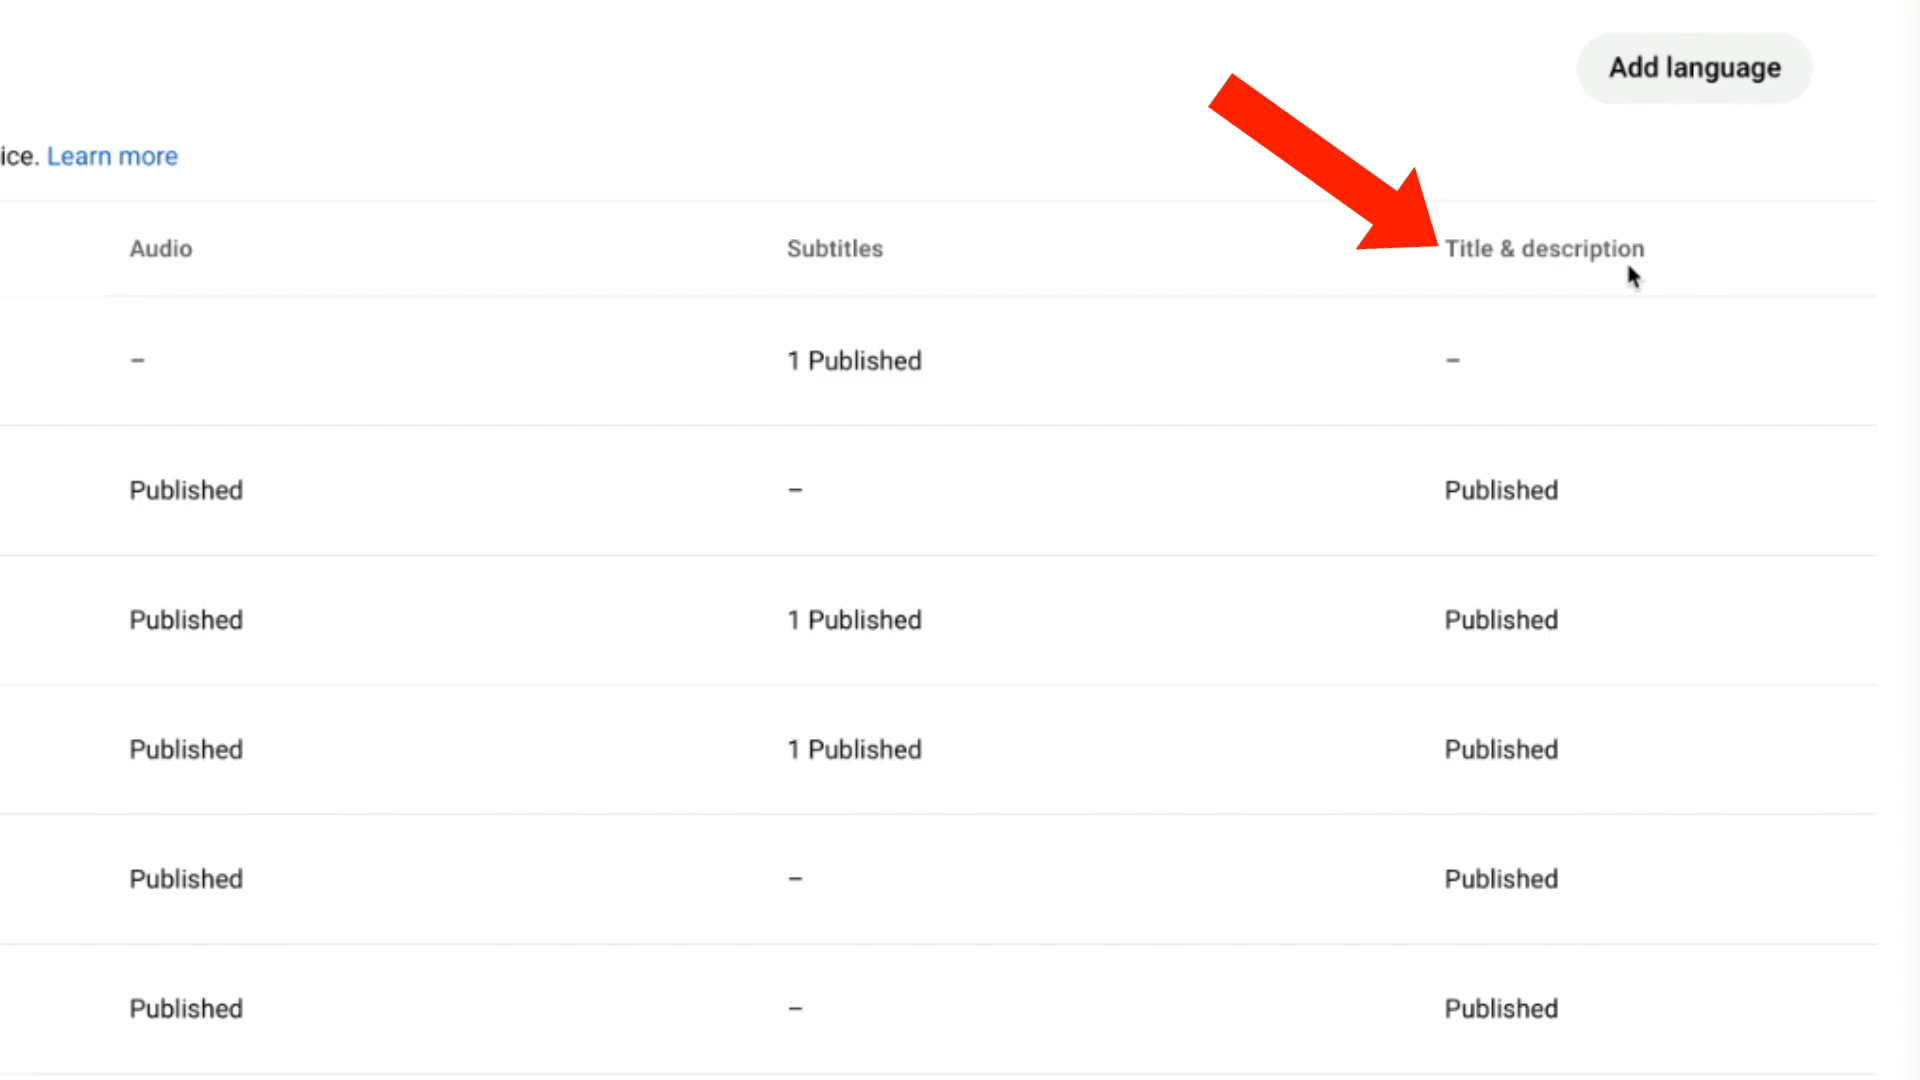 Add language
ice. Learn more
Audio Subtitles Title & description
– 1 Published –
Published – Published
Published 1 Published Published
Published 1 Published Published
Published – Published
Published – Published